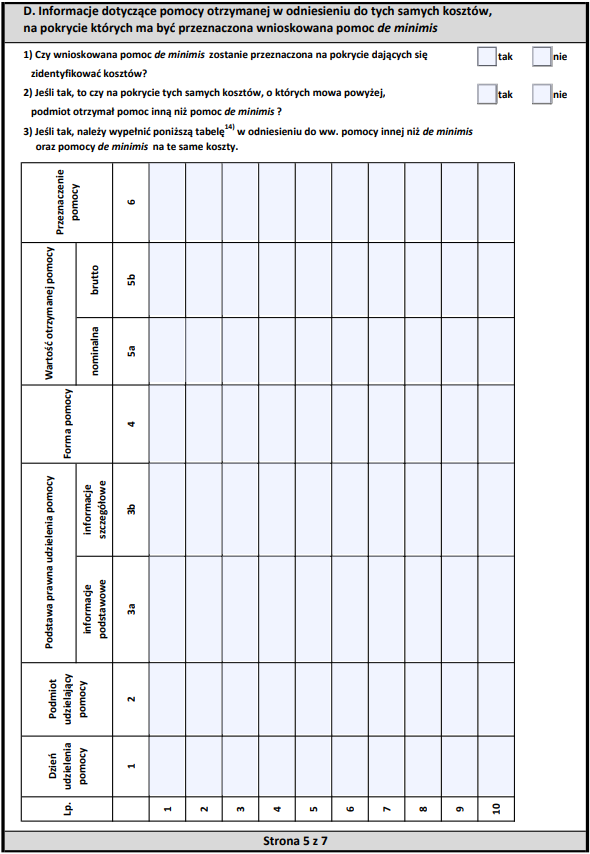 D. Informacje dotyczące pomocy otrzymanej w odniesieniu do tych samych kosztów,
na pokrycie których ma być przeznaczona wnioskowana pomoc de minimis
1) Czy wnioskowana pomoc de minimis zostanie przeznaczona na pokrycie dających się
zidentyfikować kosztów?
tak
nie
2) Jeśli tak, to czy na pokrycie tych samych kosztów, o których mowa powyżej,
podmiot otrzymał pomoc inną niż pomoc de minimis ?
tak
nie
3) Jeśli tak, należy wypełnić poniższą tabelę14) w odniesieniu do ww. pomocy innej niż de minimis
oraz pomocy de minimis na te same koszty.
Przeznaczenie
pomocy
6
Wartość otrzymanej pomocy
brutto
5b
nominalna
5a
Forma pomocy
4
Podstawa prawna udzielenia pomocy
informacje
szczegółowe
3b
informacje
podstawowe
3a
Podmiot
udzielający
pomocy
2
Dzień
udzielenia
pomocy
1
Lp.
1
2
3
4
5
6
7
8
9
10
Strona 5 z 7